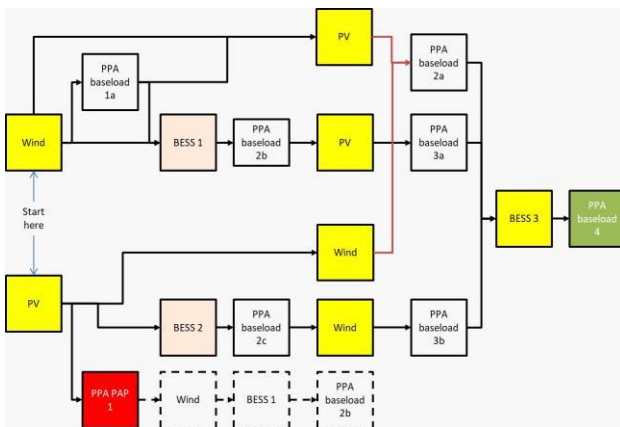 PV
PPA
baseload
1a
PPA
baseload
2a
Wind
BESS 1
PPA
baseload
2b
PV
PPA
baseload
3a
Start
here
BESS 3
PPA
baseload
4
Wind
PV
BESS 2
PPA
baseload
2c
Wind
PPA
baseload
3b
PPA PAP
1
Wind
BESS 1
PPA
baseload
2b